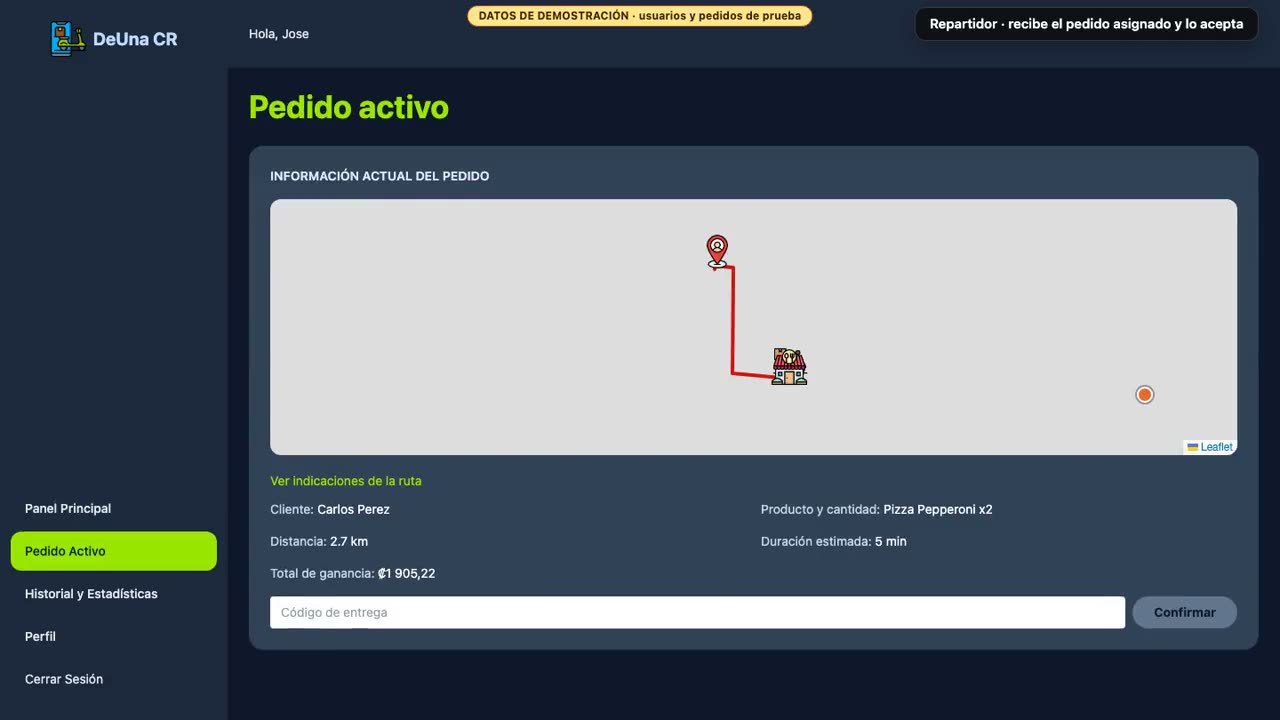 DeUna CR
Hola, Jose
DATOS DE DEMOSTRACIÓN · usuarios y pedidos de prueba
Repartidor · recibe el pedido asignado y lo acepta
Pedido activo
INFORMACIÓN ACTUAL DEL PEDIDO
Leaflet
Ver indicaciones de la ruta
Cliente: Carlos Perez
Producto y cantidad: Pizza Pepperoni x2
Distancia: 2.7 km
Duración estimada: 5 min
Total de ganancia: ₡1 905,22
Código de entrega
Confirmar
Panel Principal
Pedido Activo
Historial y Estadísticas
Perfil
Cerrar Sesión